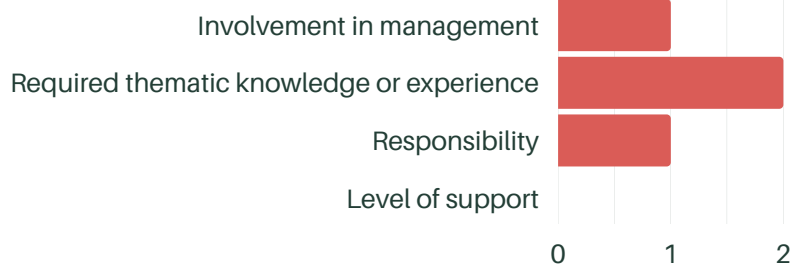 Involvement in management
Required thematic knowledge or experience
Responsibility
Level of support
0 1 2